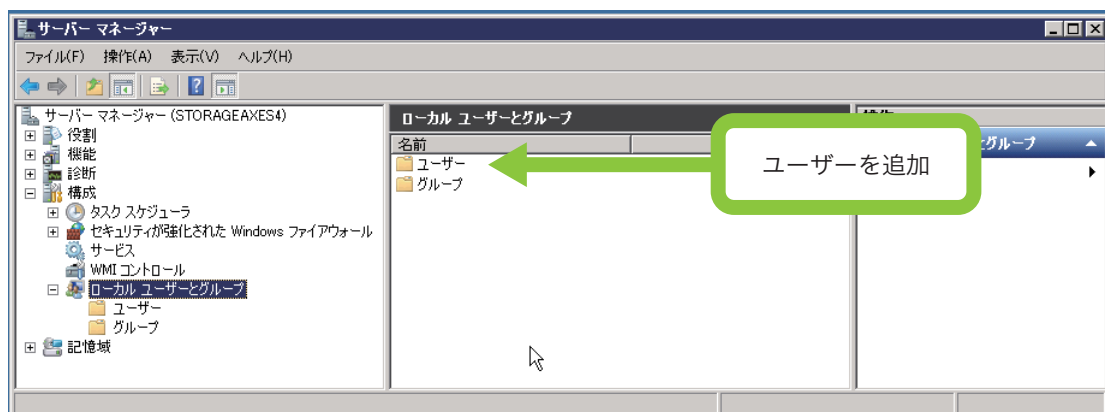 サーバー マネージャー
ファイル(F) 操作(A) 表示(V) ヘルプ(H)
サーバー マネージャー (STORAGEAXES4)
役割
機能
診断
構成
タスク スケジューラ
セキュリティが強化された Windows ファイアウォール
サービス
WMI コントロール
ローカル ユーザーとグループ
ユーザー
グループ
記憶域
ローカル ユーザーとグループ
名前
ユーザー
グループ
ユーザーを追加
とグループ